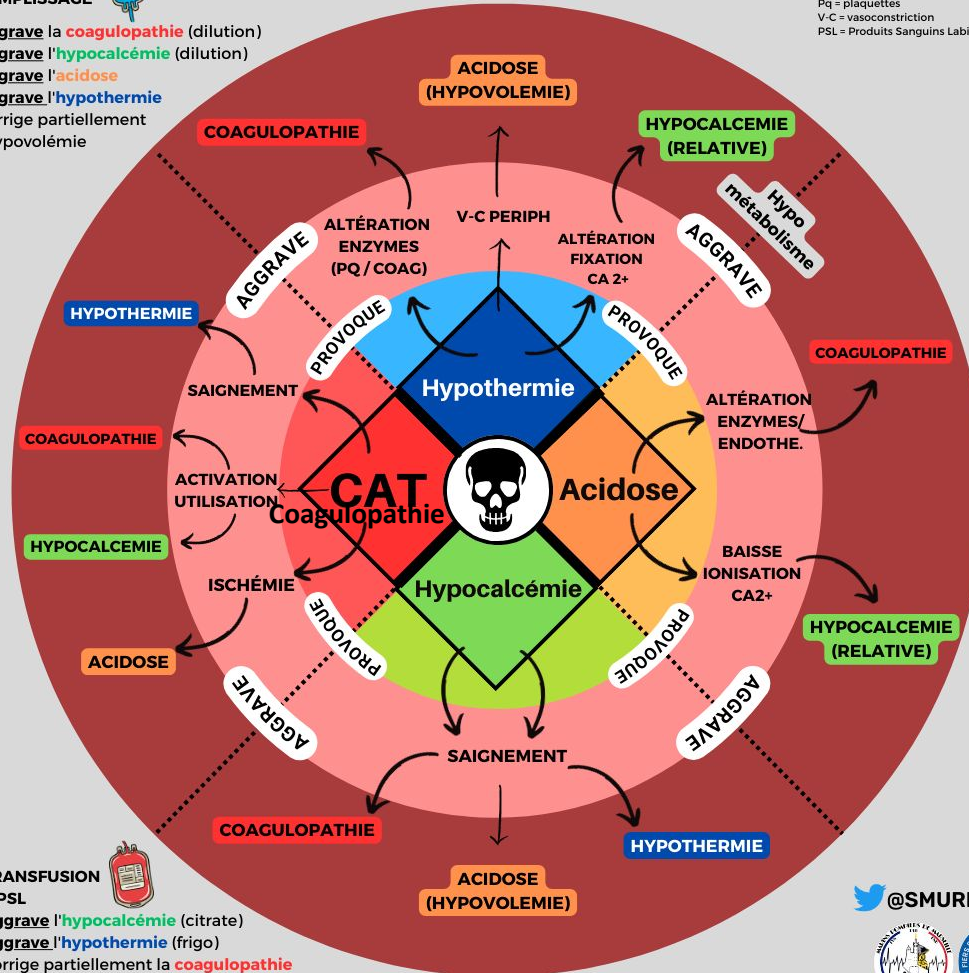 MPLISSAGE
grave la coagulopathie (dilution)
grave l'hypocalcémie (dilution)
grave l'acidose
grave l'hypothermie
rrige partiellement
ypovolémie
Pq = plaquettes
V-C = vasoconstriction
PSL = Produits Sanguins Labi
ACIDOSE
(HYPOVOLEMIE)
COAGULOPATHIE
HYPOCALCEMIE
(RELATIVE)
Hypo
métabolisme
ALTÉRATION
ENZYMES
(PQ / COAG)
V-C PERIPH
ALTÉRATION
FIXATION
CA 2+
AGGRAVE
AGGRAVE
PROVOQUE
PROVOQUE
HYPOTHERMIE
SAIGNEMENT
COAGULOPATHIE
ACTIVATION
UTILISATION
HYPOCALCEMIE
ISCHÉMIE
ACIDOSE
Hypothermie
CAT
Coagulopathie
Acidose
Hypocalcémie
COAGULOPATHIE
ALTÉRATION
ENZYMES/
ENDOTHE.
BAISSE
IONISATION
CA2+
HYPOCALCEMIE
(RELATIVE)
PROVOQUE
PROVOQUE
AGGRAVE
AGGRAVE
SAIGNEMENT
COAGULOPATHIE
HYPOTHERMIE
ACIDOSE
(HYPOVOLEMIE)
RANSFUSION
PSL
ggrave l'hypocalcémie (citrate)
ggrave l'hypothermie (frigo)
rrige partiellement la coagulopathie
@SMUR